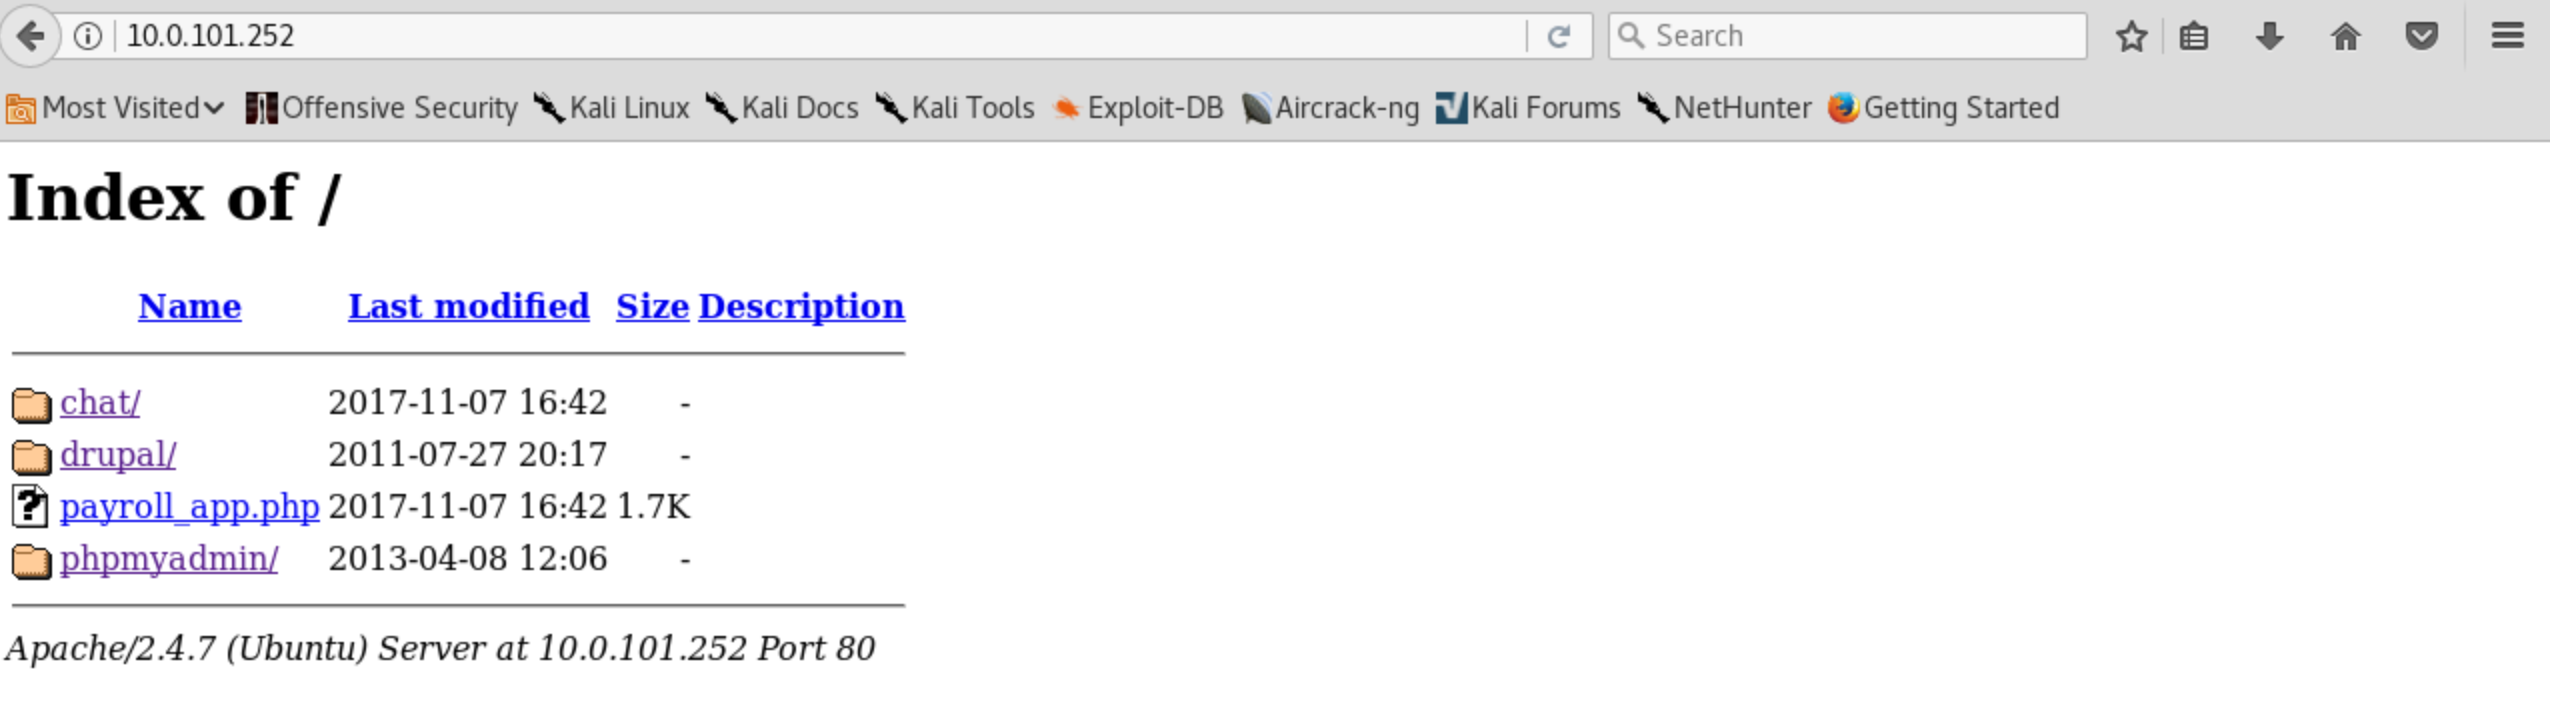 10.0.101.252 Search
Most Visited Offensive Security Kali Linux Kali Docs Kali Tools Exploit-DB Aircrack-ng Kali Forums NetHunter Getting Started
Index of /
Name Last modified Size Description
chat/ 2017-11-07 16:42 -
drupal/ 2011-07-27 20:17 -
payroll_app.php 2017-11-07 16:42 1.7K
phpmyadmin/ 2013-04-08 12:06 -
Apache/2.4.7 (Ubuntu) Server at 10.0.101.252 Port 80